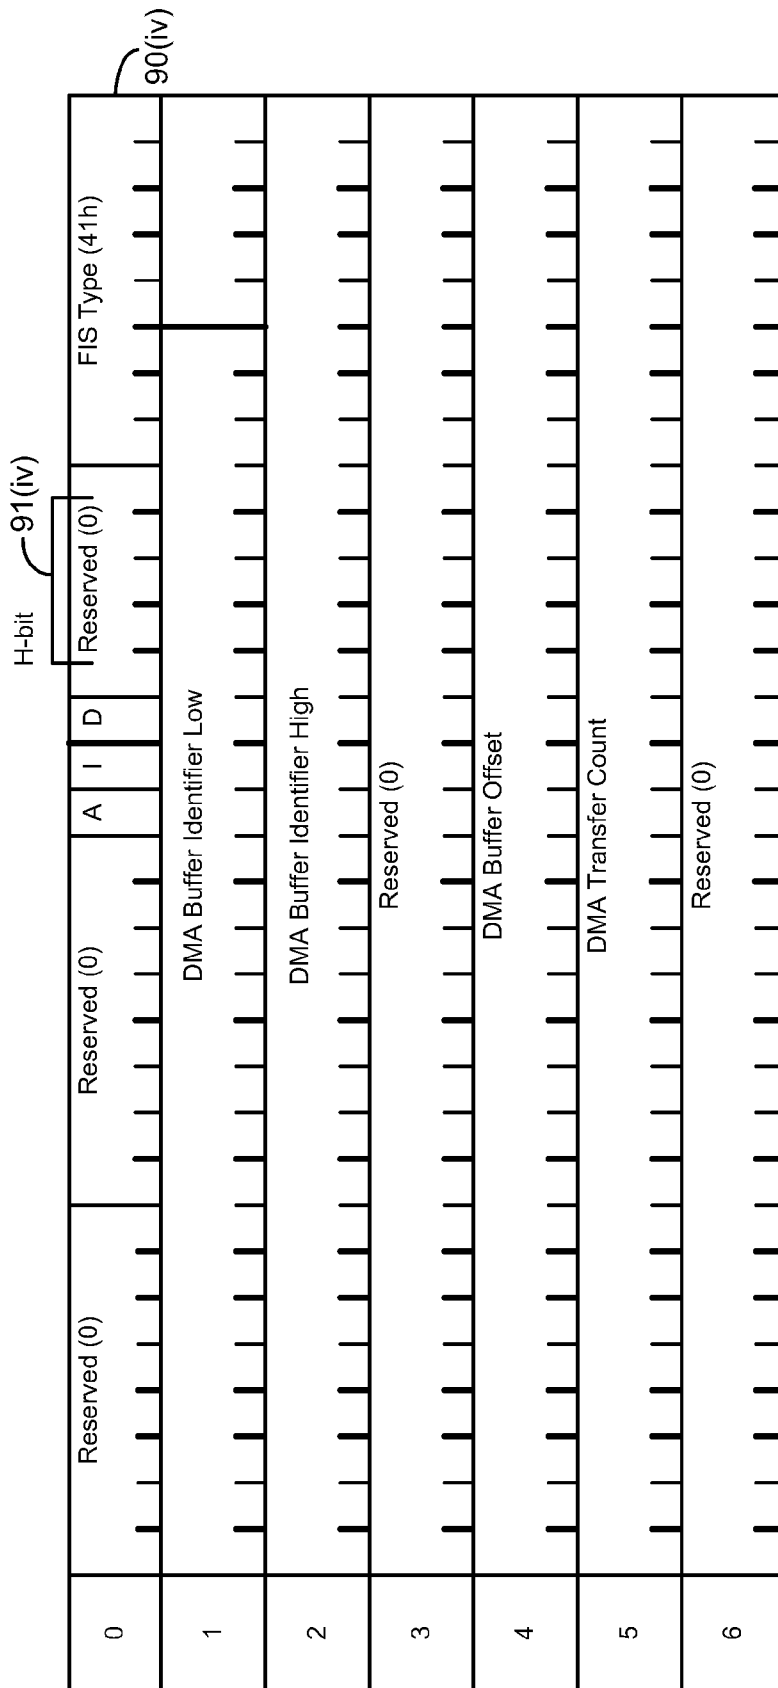 90(iv)
H-bit
91(iv)
0 Reserved (0) Reserved (0) A I D Reserved (0) FIS Type (41h)
1 DMA Buffer Identifier Low
2 DMA Buffer Identifier High
3 Reserved (0)
4 DMA Buffer Offset
5 DMA Transfer Count
6 Reserved (0)